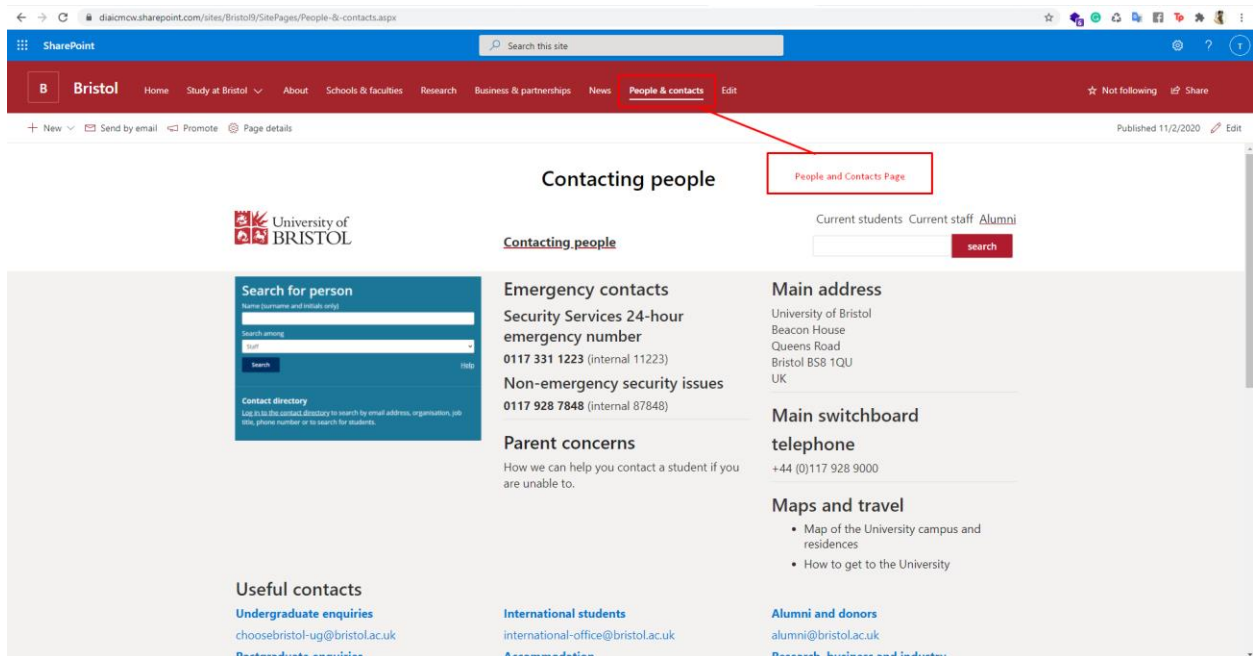 diaicmcw.sharepoint.com/sites/Bristol9/SitePages/People-&-contacts.aspx
SharePoint
Search this site
?
T
B
Bristol
Home
Study at Bristol
About
Schools & faculties
Research
Business & partnerships
News
People & contacts
Edit
Not following
Share
New
Send by email
Promote
Page details
Published 11/2/2020
Edit
Contacting people
People and Contacts Page
University of
BRISTOL
Contacting people
Current students Current staff Alumni
search
Search for person
Name (surname and initials only)
Search among
Staff
Search
Help
Contact directory
Log in to the contact directory to search by email address, organisation, job
title, phone number or to search for students.
Emergency contacts
Security Services 24-hour
emergency number
0117 331 1223 (internal 11223)
Non-emergency security issues
0117 928 7848 (internal 87848)
Parent concerns
How we can help you contact a student if you
are unable to.
Main address
University of Bristol
Beacon House
Queens Road
Bristol BS8 1QU
UK
Main switchboard
telephone
+44 (0)117 928 9000
Maps and travel
Map of the University campus and
residences
How to get to the University
Useful contacts
Undergraduate enquiries
choosebristol-ug@bristol.ac.uk
Postgraduate enquiries
International students
international-office@bristol.ac.uk
Accommodation
Alumni and donors
alumni@bristol.ac.uk
Research, business and industry